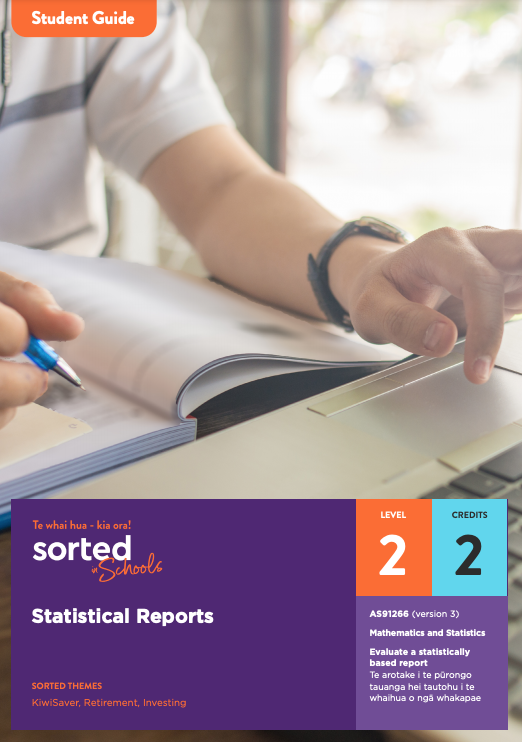 Student Guide
Te whai hua - kia ora!
sorted
in Schools
Statistical Reports
SORTED THEMES
KiwiSaver, Retirement, Investing
LEVEL
2
CREDITS
2
AS91266 (version 3)
Mathematics and Statistics
Evaluate a statistically
based report
Te arotake i te pūrongo
tauanga hei tautohu i te
whaihua o ngā whakapae